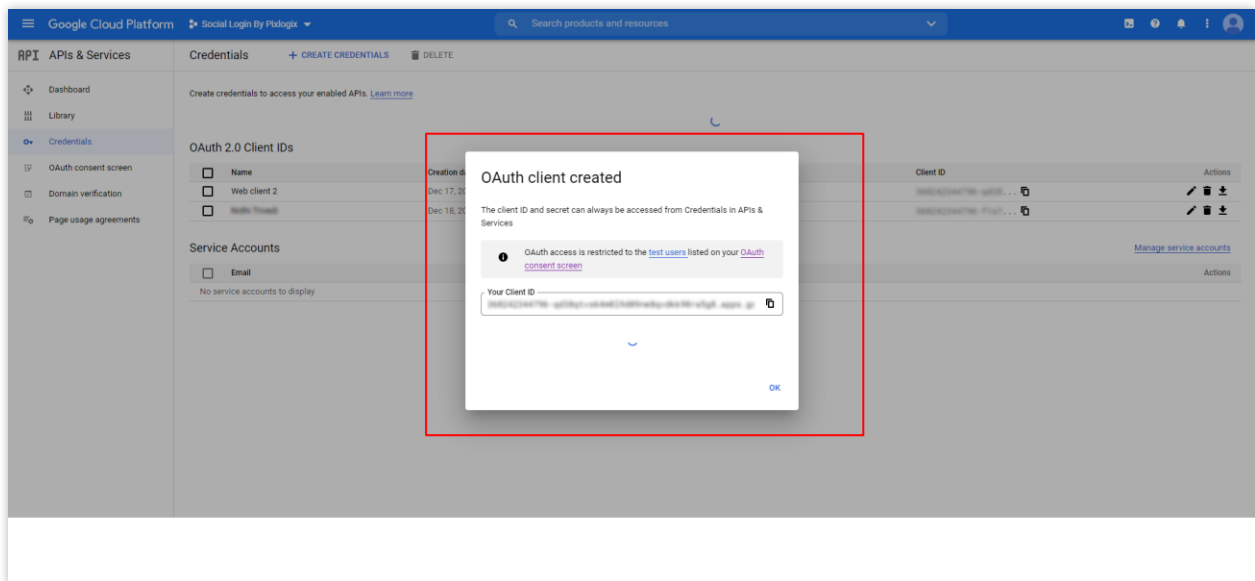 Google Cloud Platform Social Login By Pixlogix Search products and resources
API APIs & Services Credentials + CREATE CREDENTIALS DELETE
Dashboard
Library
Credentials
OAuth consent screen
Domain verification
Page usage agreements
Create credentials to access your enabled APIs. Learn more
OAuth 2.0 Client IDs
Name Creation d Client ID Actions
Web client 2 Dec 17, 20 ...
Dec 18, 20 ...
Service Accounts Manage service accounts
Email Actions
No service accounts to display
OAuth client created
The client ID and secret can always be accessed from Credentials in APIs &
Services
OAuth access is restricted to the test users listed on your OAuth
consent screen
Your Client ID
OK